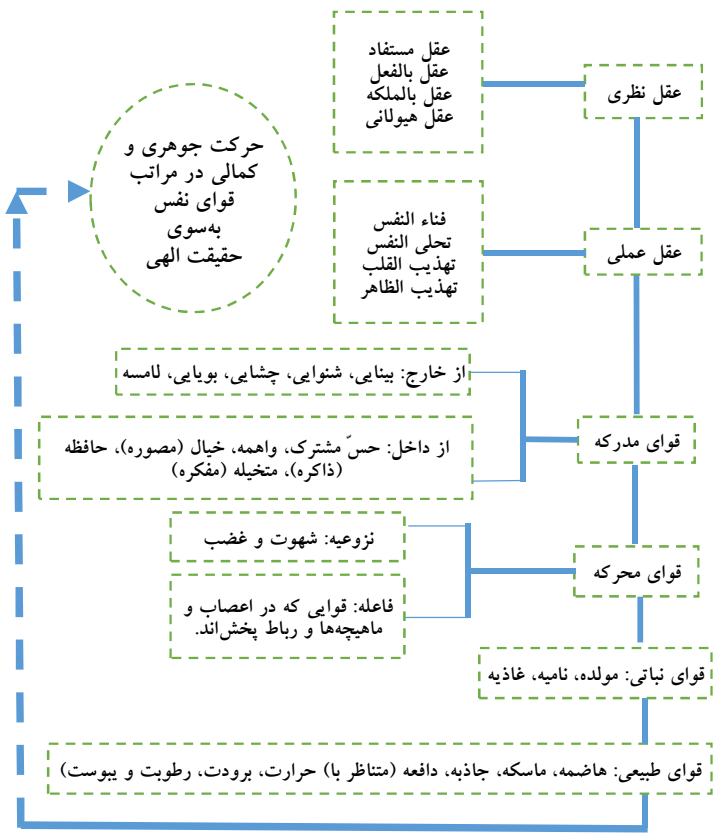 عقل نظری
عقل مستفاد
عقل بالفعل
عقل بالملکه
عقل هیولانی
حرکت جوهری و
کمالی در مراتب
قوای نفس
به‌سوی
حقیقت الهی
عقل عملی
فناء النفس
تحلی النفس
تهذیب القلب
تهذیب الظاهر
قوای مدرکه
از خارج: بینایی، شنوایی، چشایی، بویایی، لامسه
از داخل: حسّ مشترک، واهمه، خیال (مصوره)، حافظه
(ذاکره)، متخیله (مفکره)
قوای محرکه
نزوعیه: شهوت و غضب
فاعله: قوایی که در اعصاب و
ماهیچه‌ها و رباط پخش‌اند.
قوای نباتی: مولده، نامیه، غاذیه
قوای طبیعی: هاضمه، ماسکه، جاذبه، دافعه (متناظر با) حرارت، برودت، رطوبت و یبوست)